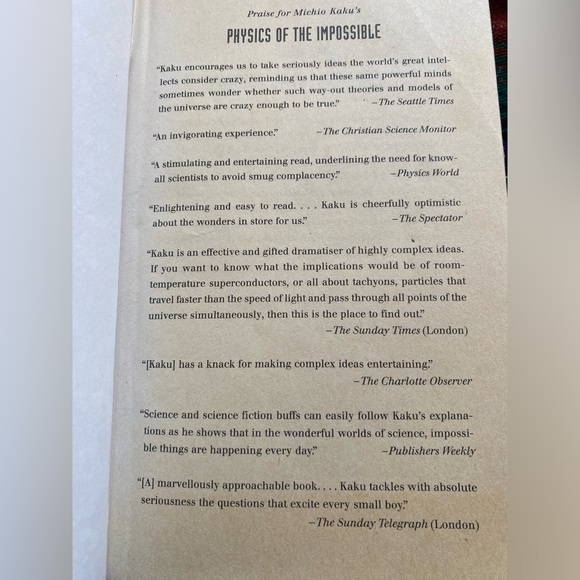 Praise for Michio Kaku's
PHYSICS OF THE IMPOSSIBLE
"Kaku encourages us to take seriously ideas the world's great intel-
lects consider crazy, reminding us that these same powerful minds
sometimes wonder whether such way-out theories and models of
the universe are crazy enough to be true." –The Seattle Times
"An invigorating experience." –The Christian Science Monitor
"A stimulating and entertaining read, underlining the need for know-
all scientists to avoid smug complacency." –Physics World
"Enlightening and easy to read. . . . Kaku is cheerfully optimistic
about the wonders in store for us." –The Spectator
"Kaku is an effective and gifted dramatiser of highly complex ideas.
If you want to know what the implications would be of room-
temperature superconductors, or all about tachyons, particles that
travel faster than the speed of light and pass through all points of the
universe simultaneously, then this is the place to find out."
–The Sunday Times (London)
"[Kaku] has a knack for making complex ideas entertaining."
–The Charlotte Observer
"Science and science fiction buffs can easily follow Kaku's explana-
tions as he shows that in the wonderful worlds of science, impossi-
ble things are happening every day." –Publishers Weekly
"[A] marvellously approachable book. . . . Kaku tackles with absolute
seriousness the questions that excite every small boy."
–The Sunday Telegraph (London)